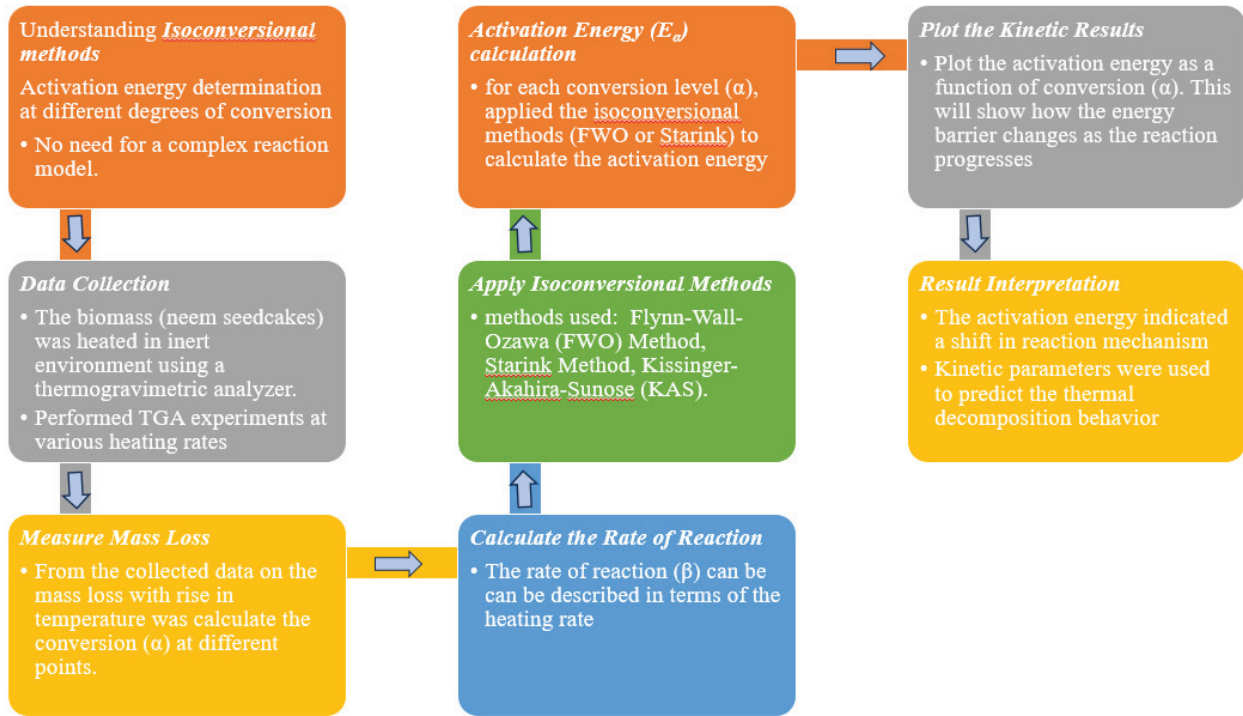 Understanding Isoconversional
methods
Activation energy determination
at different degrees of conversion
• No need for a complex reaction
model.
Data Collection
• The biomass (neem seedcakes)
was heated in inert
environment using a
thermogravimetric analyzer.
• Performed TGA experiments at
various heating rates
Measure Mass Loss
• From the collected data on the
mass loss with rise in
temperature was calculate the
conversion (α) at different
points.
Calculate the Rate of Reaction
• The rate of reaction (β) can be
can be described in terms of the
heating rate
Apply Isoconversional Methods
• methods used:  Flynn-Wall-
Ozawa (FWO) Method,
Starink Method, Kissinger-
Akahira-Sunose (KAS).
Activation Energy (Eα)
calculation
• for each conversion level (α),
applied the isoconversional
methods (FWO or Starink) to
calculate the activation energy
Plot the Kinetic Results
• Plot the activation energy as a
function of conversion (α). This
will show how the energy
barrier changes as the reaction
progresses
Result Interpretation
• The activation energy indicated
a shift in reaction mechanism
• Kinetic parameters were used
to predict the thermal
decomposition behavior